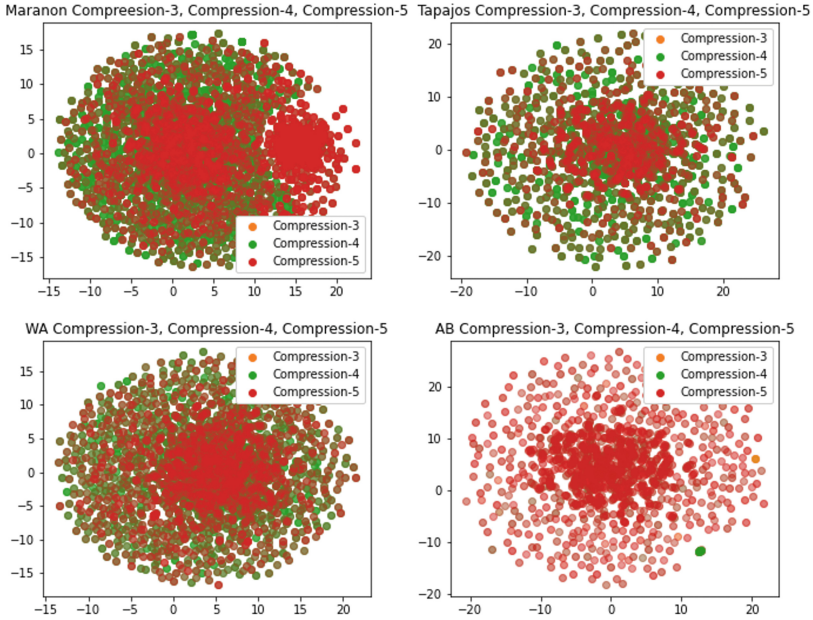 Maranon Compreesion-3, Compression-4, Compression-5
15
10
5
0
−5
−10
−15
−15 −10 −5 0 5 10 15 20
Compression-3
Compression-4
Compression-5
Tapajos Compression-3, Compression-4, Compression-5
20
10
0
−10
−20
−20 −10 0 10 20
Compression-3
Compression-4
Compression-5
WA Compression-3, Compression-4, Compression-5
15
10
5
0
−5
−10
−15
−15 −10 −5 0 5 10 15 20
Compression-3
Compression-4
Compression-5
AB Compression-3, Compression-4, Compression-5
20
10
0
−10
−20
−20 −10 0 10 20
Compression-3
Compression-4
Compression-5